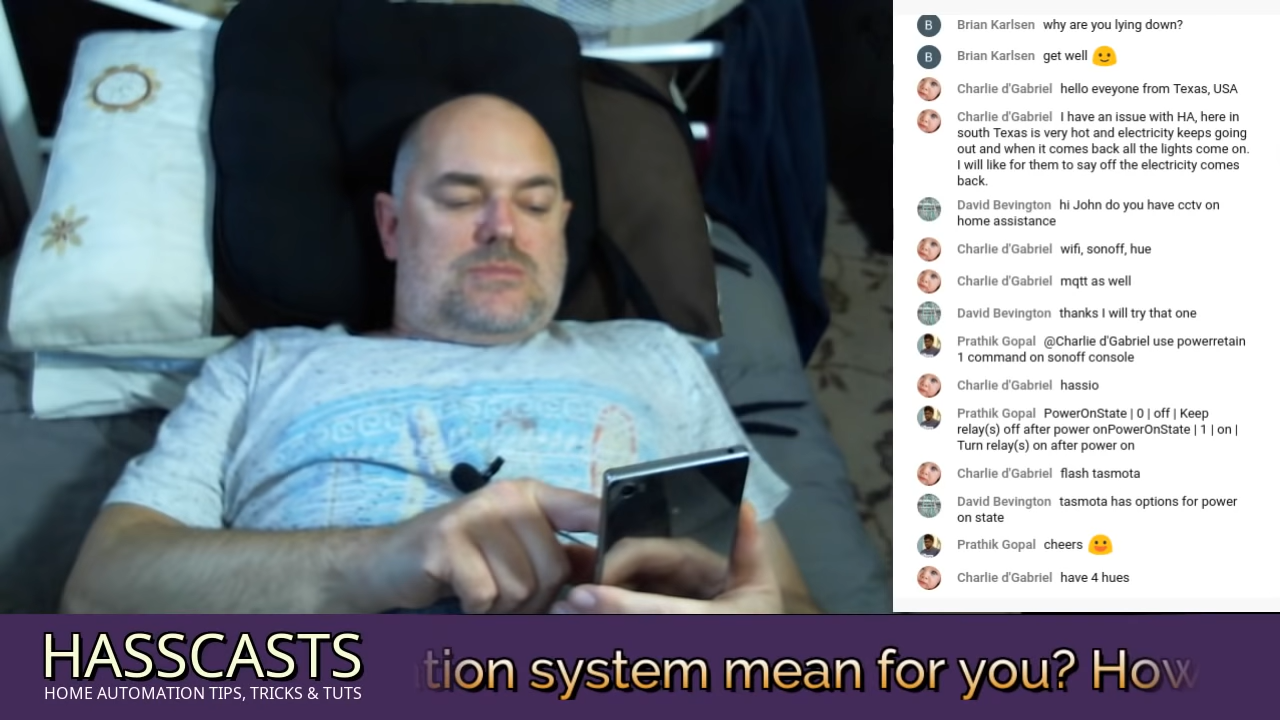 B Brian Karlsen why are you lying down?
B Brian Karlsen get well
Charlie d'Gabriel hello eveyone from Texas, USA
Charlie d'Gabriel I have an issue with HA, here in
south Texas is very hot and electricity keeps going
out and when it comes back all the lights come on.
I will like for them to say off the electricity comes
back.
David Bevington hi John do you have cctv on
home assistance
Charlie d'Gabriel wifi, sonoff, hue
Charlie d'Gabriel mqtt as well
David Bevington thanks I will try that one
Prathik Gopal @Charlie d'Gabriel use powerretain
1 command on sonoff console
Charlie d'Gabriel hassio
Prathik Gopal PowerOnState | 0 | off | Keep
relay(s) off after power onPowerOnState | 1 | on |
Turn relay(s) on after power on
Charlie d'Gabriel flash tasmota
David Bevington tasmota has options for power
on state
Prathik Gopal cheers
Charlie d'Gabriel have 4 hues
HASSCASTS
HOME AUTOMATION TIPS, TRICKS & TUTS
tion system mean for you? How